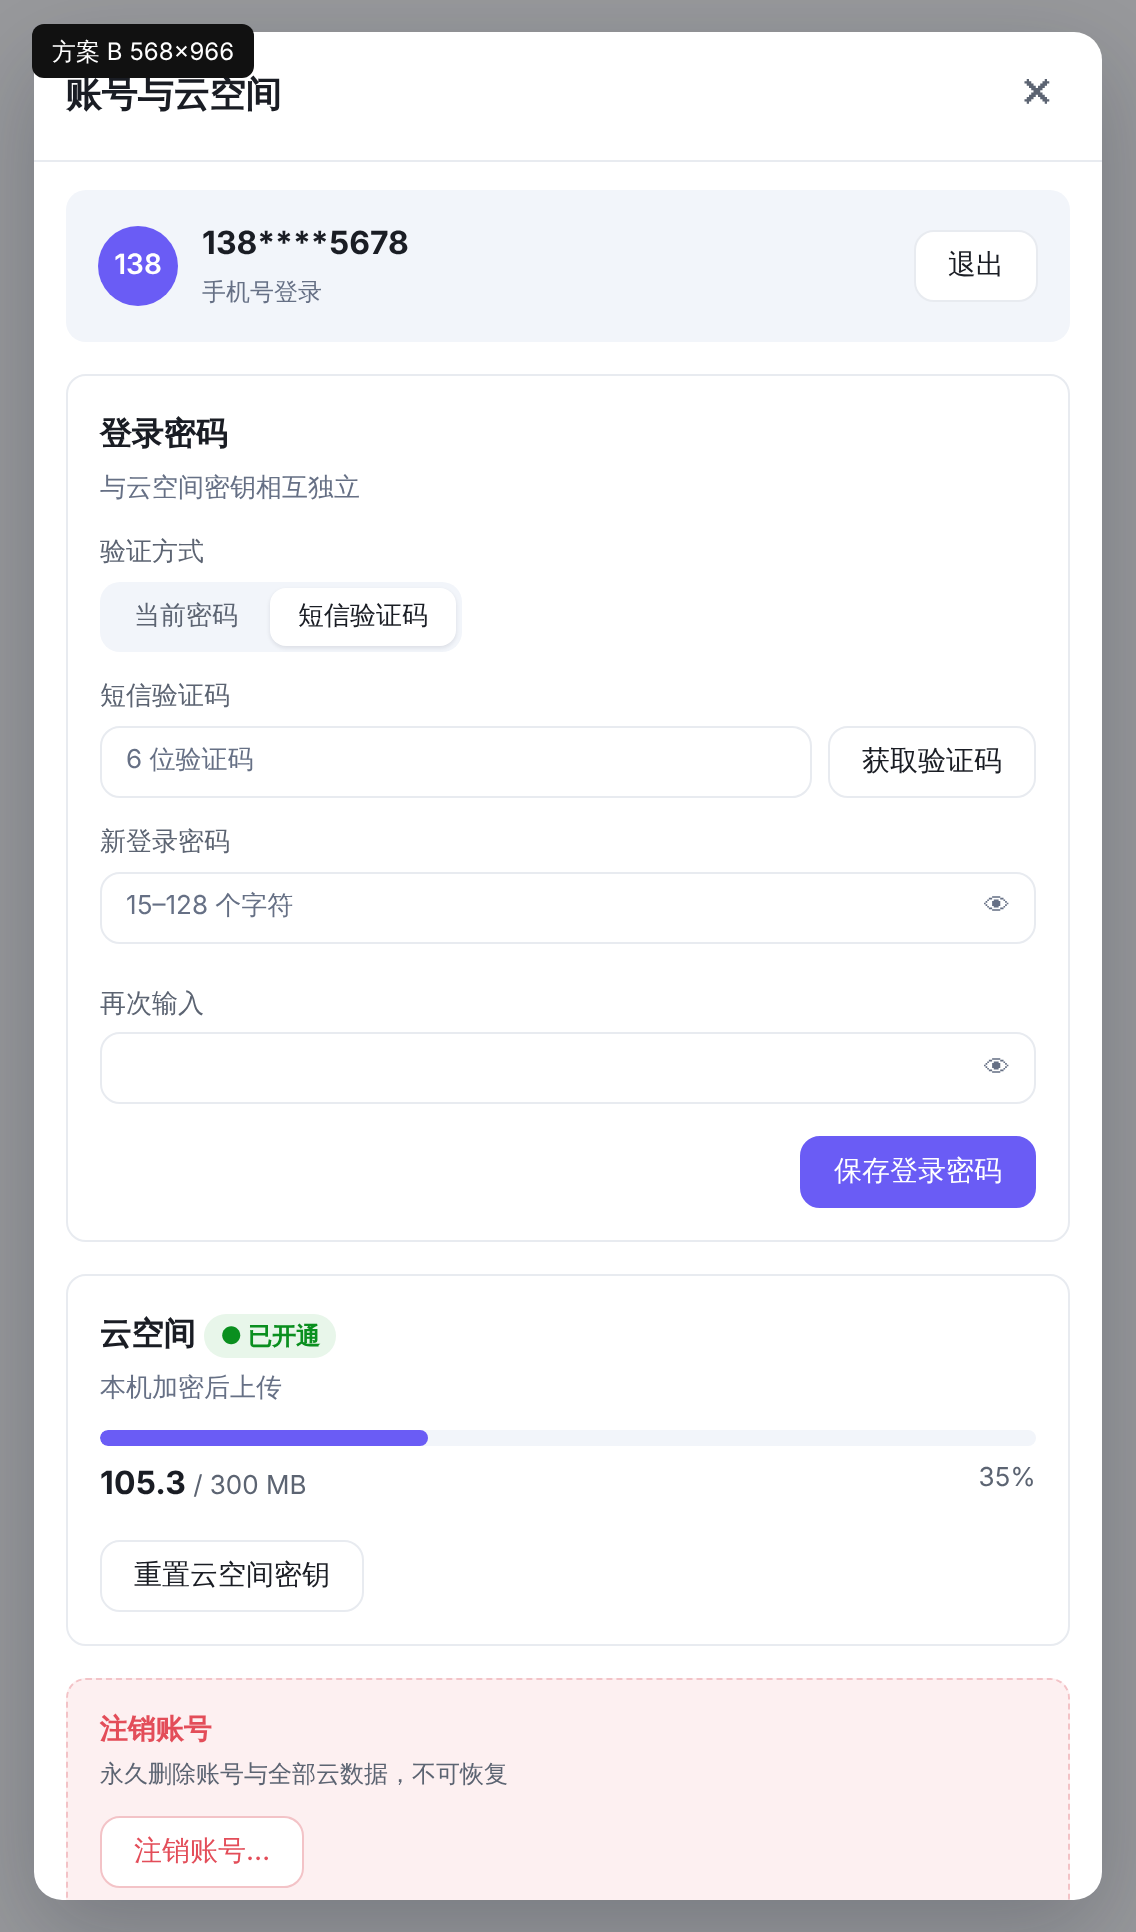 方案 B 568×966
账号与云空间
138
138****5678
手机号登录
退出
登录密码
与云空间密钥相互独立
验证方式
当前密码
短信验证码
短信验证码
6 位验证码
获取验证码
新登录密码
15–128 个字符
再次输入
保存登录密码
云空间
已开通
本机加密后上传
105.3 / 300 MB
35%
重置云空间密钥
注销账号
永久删除账号与全部云数据，不可恢复
注销账号...